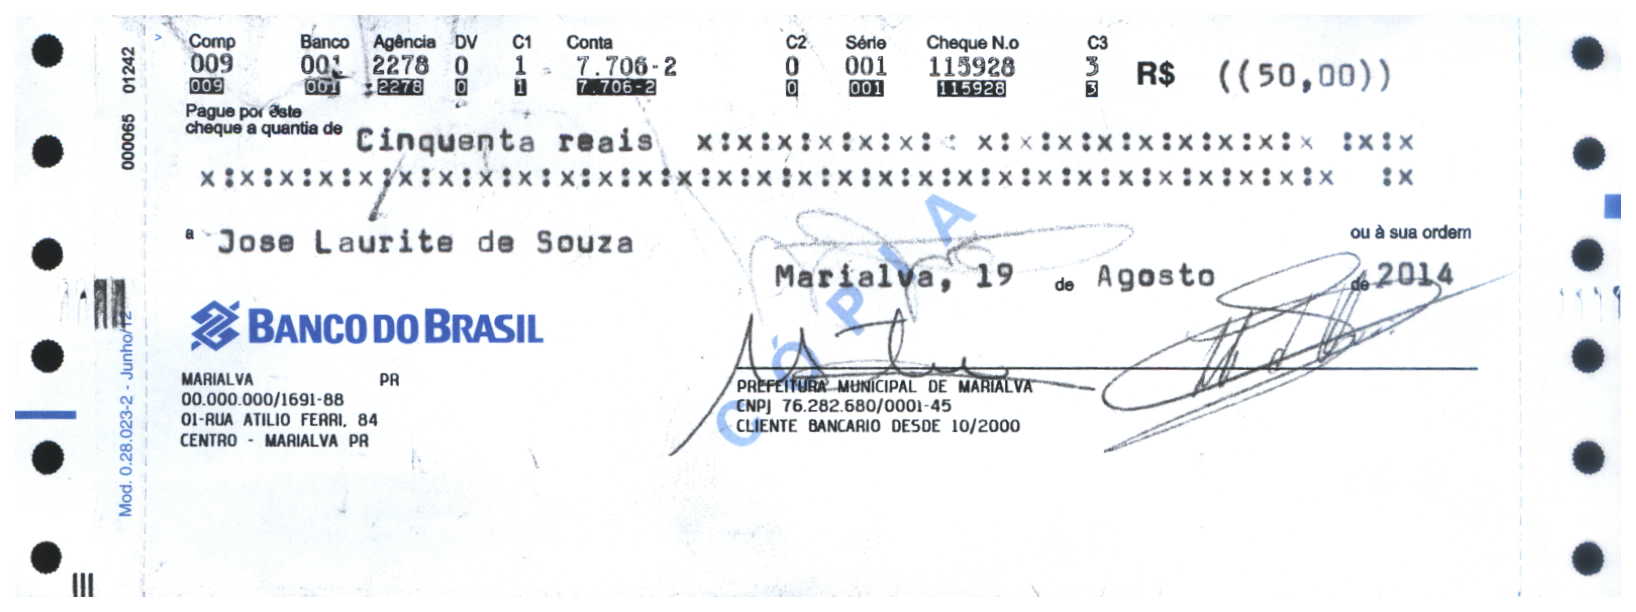 Comp Banco Agência DV C1 Conta C2 Série Cheque N.o C3
009 001 2278 0 1 7.706-2 0 001 115928 3 R$ ((50,00))
009 001 2278 0 1 7.706-2 0 001 115928 3
Pague por este
cheque a quantia de Cinquenta reais x:x:x:x:x:x: x:x:x:x:x:x:x:x:x :x:x
x:x:x:x:x:x:x:x:x:x:x:x:x:x:x:x:x:x:x:x:x:x:x:x:x:x:x:x:x :x
a Jose Laurite de Souza
ou à sua ordem
Marialva, 19 de Agosto de 2014
CÓPIA
BANCO DO BRASIL
MARIALVA PR
00.000.000/1691-88
01-RUA ATILIO FERRI, 84
CENTRO - MARIALVA PR
PREFEITURA MUNICIPAL DE MARIALVA
CNPJ 76.282.680/0001-45
CLIENTE BANCARIO DESDE 10/2000
000065 012422
Mod. 0.28.023-2 - Junho/12